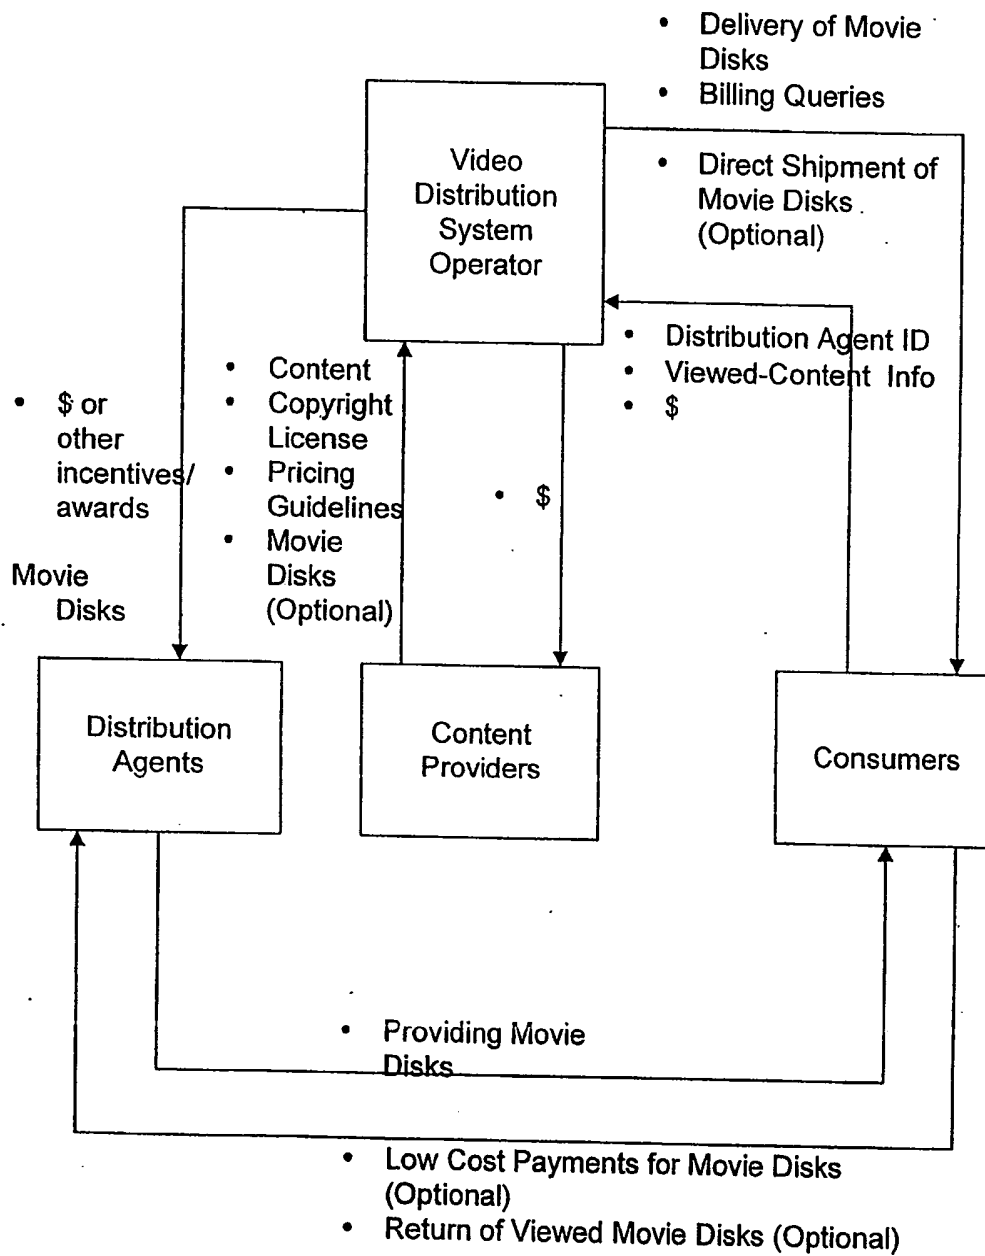 • Delivery of Movie
Disks
• Billing Queries
Video
Distribution
System
Operator
• Direct Shipment of
Movie Disks
(Optional)
• Distribution Agent ID
• Viewed-Content Info
• $
• Content
• Copyright
License
• Pricing
Guidelines
• Movie
Disks
(Optional)
• $ or
other
incentives/
awards
Movie
Disks
• $
Distribution
Agents
Content
Providers
Consumers
• Providing Movie
Disks
• Low Cost Payments for Movie Disks
(Optional)
• Return of Viewed Movie Disks (Optional)